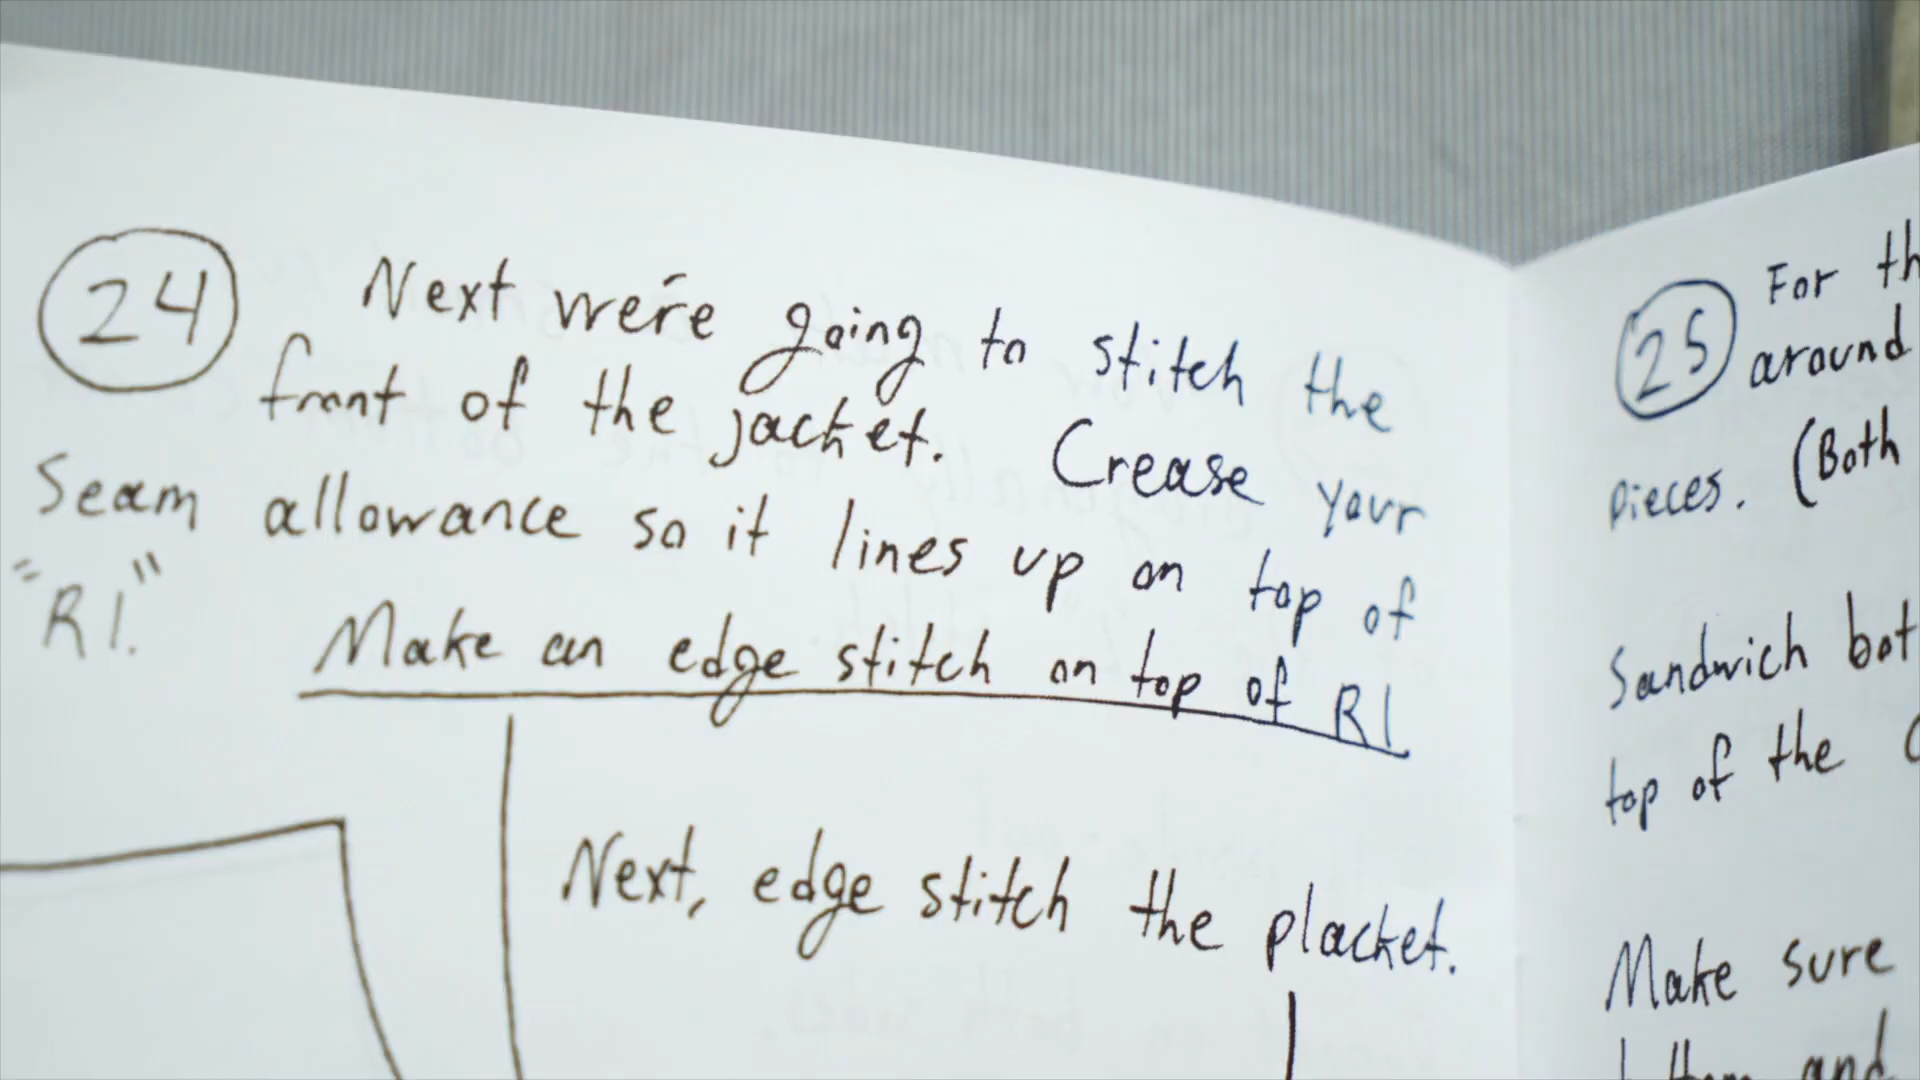 24
Next we're going to stitch the
front of the jacket. Crease your
Seam allowance so it lines up on top of
"R1."
Make an edge stitch on top of R1
Next, edge stitch the placket.
25
For th
around
pieces. (Both
Sandwich bot
top of the
Make sure
and